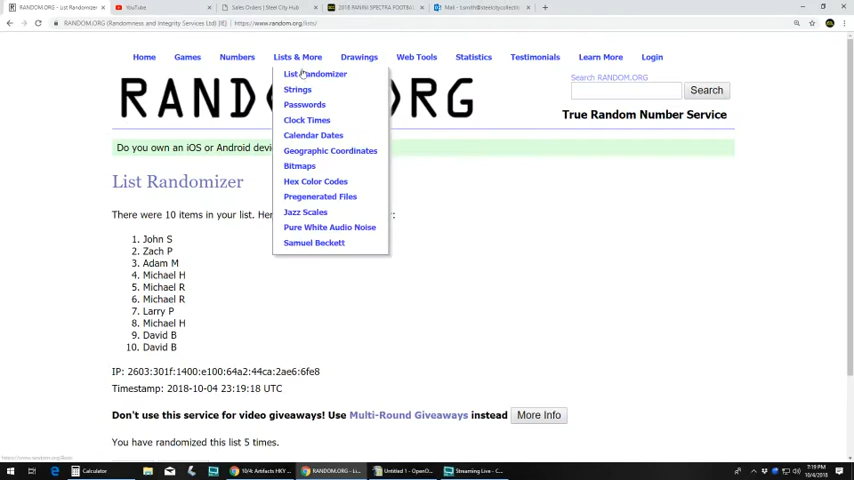 RANDOM.ORG - List Randomizer
YouTube
Sales Orders | Steel City Hub
2018 PANINI SPECTRA FOOTBA
Mail - t.smith@steelcitycollectib
RANDOM.ORG (Randomness and Integrity Services Ltd) [IE]
https://www.random.org/lists/
Home Games Numbers Lists & More Drawings Web Tools Statistics Testimonials Learn More Login
List Randomizer
Strings
Passwords
Clock Times
Calendar Dates
Geographic Coordinates
Bitmaps
Hex Color Codes
Pregenerated Files
Jazz Scales
Pure White Audio Noise
Samuel Beckett
Search RANDOM.ORG
Search
True Random Number Service
Do you own an iOS or Android devi
List Randomizer
There were 10 items in your list. Her
1. John S
2. Zach P
3. Adam M
4. Michael H
5. Michael R
6. Michael R
7. Larry P
8. Michael H
9. David B
10. David B
IP: 2603:301f:1400:e100:64a2:44ca:2ae6:6fe8
Timestamp: 2018-10-04 23:19:18 UTC
Don't use this service for video giveaways! Use Multi-Round Giveaways instead
More Info
You have randomized this list 5 times.
Calculator
10/4: Artifacts HKY ...
RANDOM.ORG - Li...
Untitled 1 - OpenO...
Streaming Live - C...
7:19 PM
10/4/2018